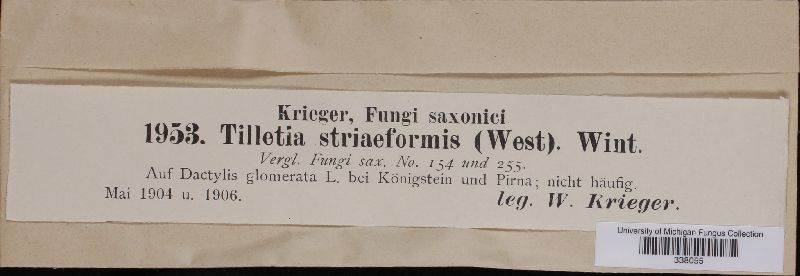 Krieger, Fungi saxonici
1953. Tilletia striaeformis (West). Wint.
Vergl. Fungi sax. No. 154 und 255.
Auf Dactylis glomerata L. bei Königstein und Pirna; nicht häufig.
Mai 1904 u. 1906.
leg. W. Krieger.
University of Michigan Fungus Collection
338056